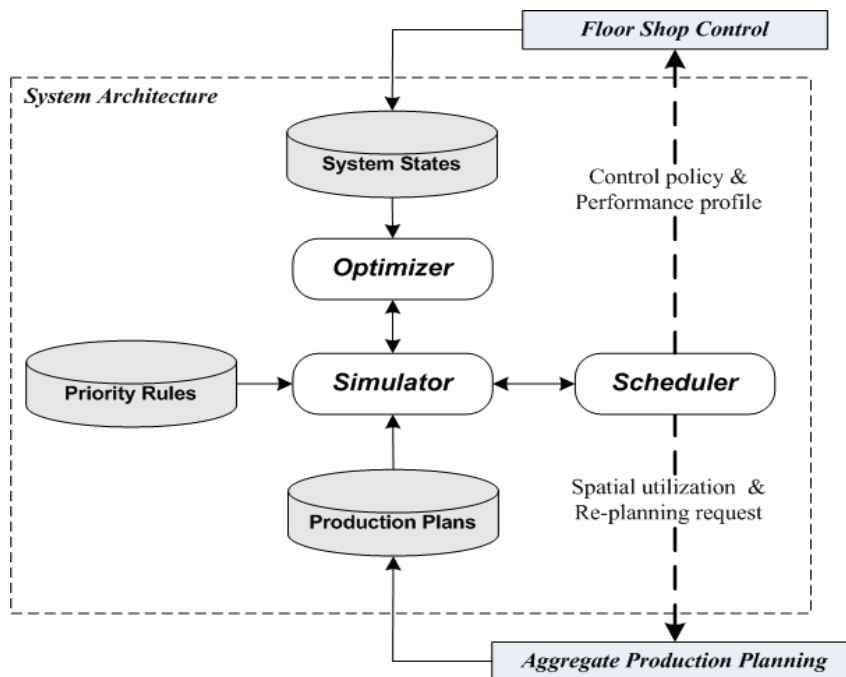 Floor Shop Control
System Architecture
System States
Control policy &
Performance profile
Optimizer
Priority Rules
Simulator
Scheduler
Production Plans
Spatial utilization &
Re-planning request
Aggregate Production Planning